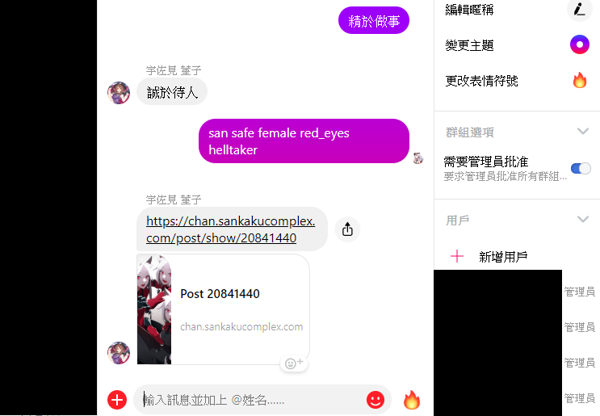 精於做事
宇佐見 菫子
誠於待人
san safe female red_eyes
helltaker
宇佐見 菫子
https://chan.sankakucomplex.
com/post/show/20841440
Post 20841440
chan.sankakucomplex.com
輸入訊息並加上 @姓名......
編輯暱稱
變更主題
更改表情符號
群組選項
需要管理員批准
要求管理員批准所有群組...
用戶
新增用戶
管理員
管理員
管理員
管理員